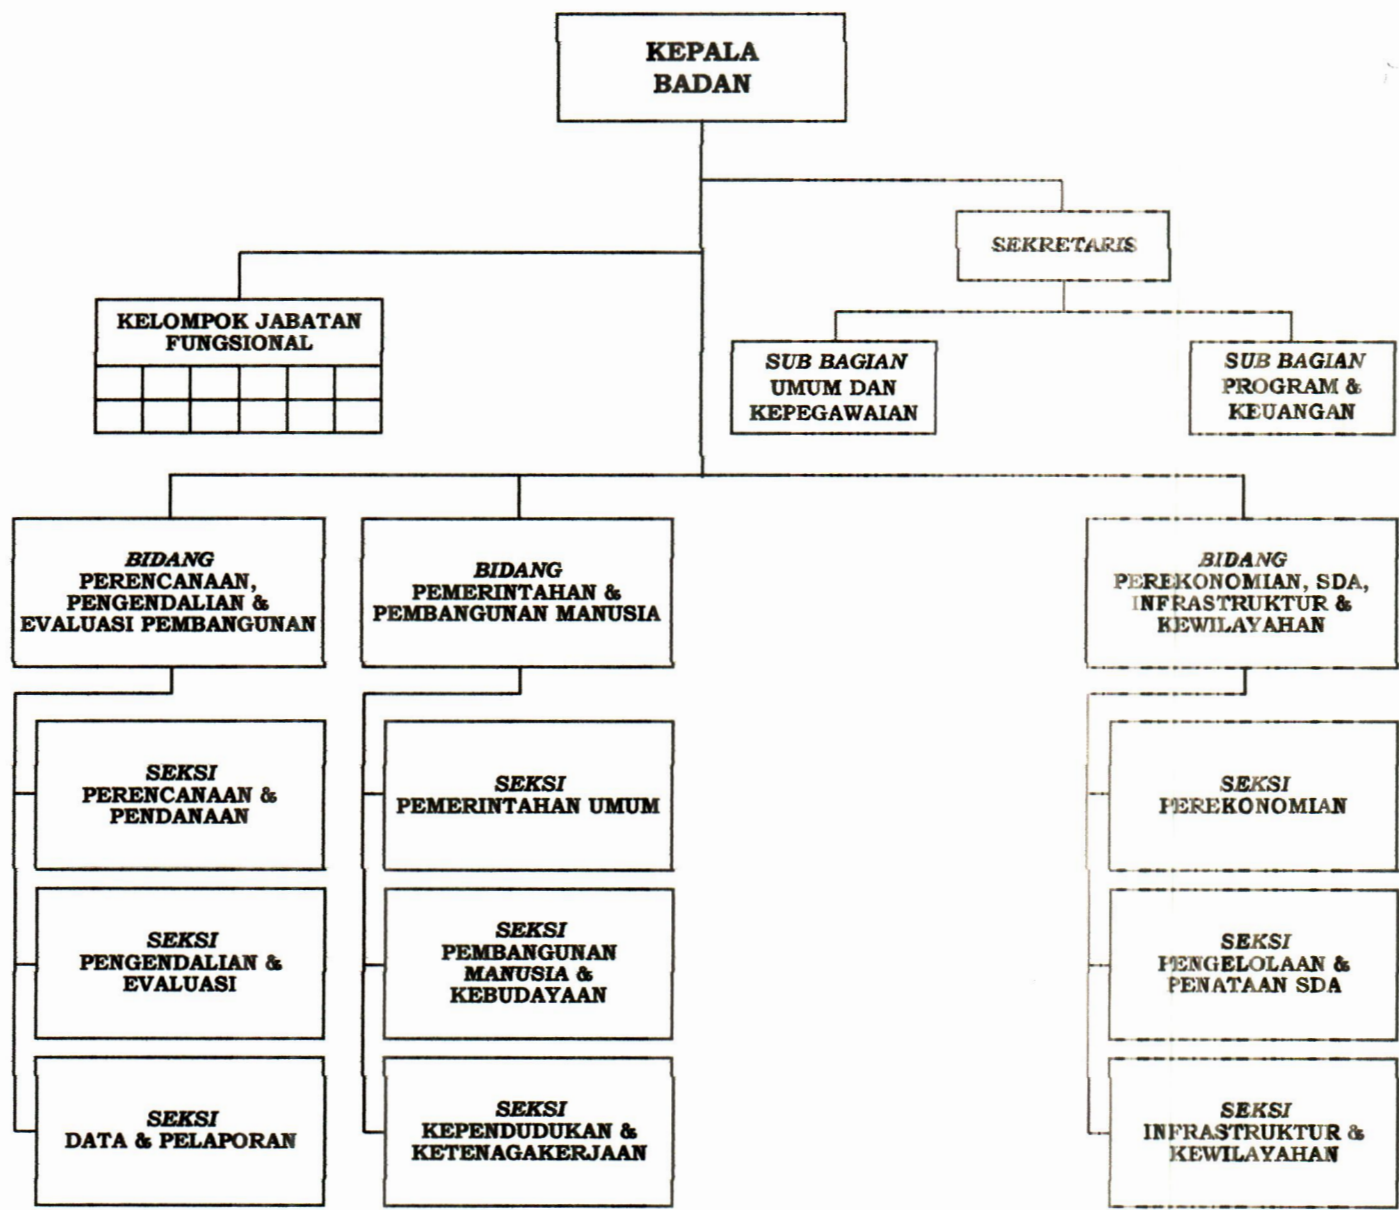 KEPALA
BADAN
SEKRETARIS
KELOMPOK JABATAN
FUNGSIONAL
SUB BAGIAN
UMUM DAN
KEPEGAWAIAN
SUB BAGIAN
PROGRAM &
KEUANGAN
BIDANG
PERENCANAAN,
PENGENDALIAN &
EVALUASI PEMBANGUNAN
BIDANG
PEMERINTAHAN &
PEMBANGUNAN MANUSIA
BIDANG
PEREKONOMIAN, SDA,
INFRASTRUKTUR &
KEWILAYAHAN
SEKSI
PERENCANAAN &
PENDANAAN
SEKSI
PEMERINTAHAN UMUM
SEKSI
PEREKONOMIAN
SEKSI
PENGENDALIAN &
EVALUASI
SEKSI
PEMBANGUNAN
MANUSIA &
KEBUDAYAAN
SEKSI
PENGELOLAAN &
PENATAAN SDA
SEKSI
DATA & PELAPORAN
SEKSI
KEPENDUDUKAN &
KETENAGAKERJAAN
SEKSI
INFRASTRUKTUR &
KEWILAYAHAN